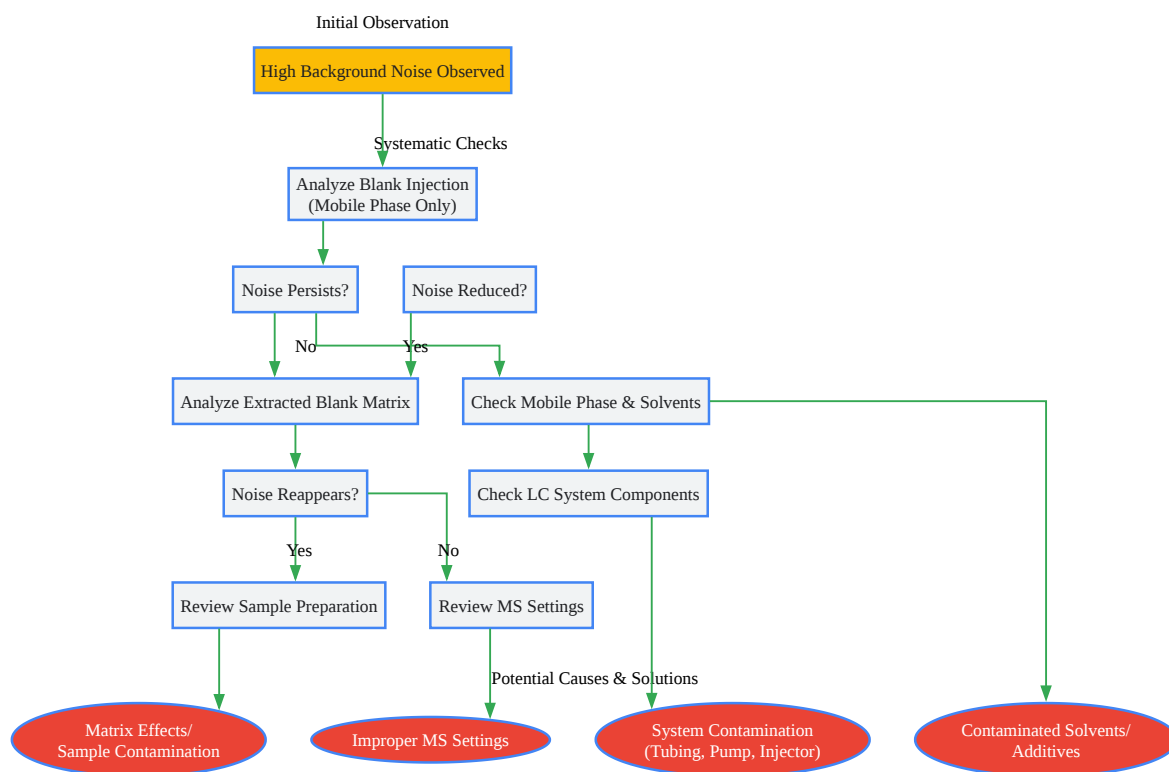 Initial Observation
High Background Noise Observed
Systematic Checks
Analyze Blank Injection
(Mobile Phase Only)
Noise Persists?
Noise Reduced?
No
Yes
Analyze Extracted Blank Matrix
Check Mobile Phase & Solvents
Noise Reappears?
Check LC System Components
Yes
No
Review Sample Preparation
Review MS Settings
Potential Causes & Solutions
Matrix Effects/
Sample Contamination
Improper MS Settings
System Contamination
(Tubing, Pump, Injector)
Contaminated Solvents/
Additives